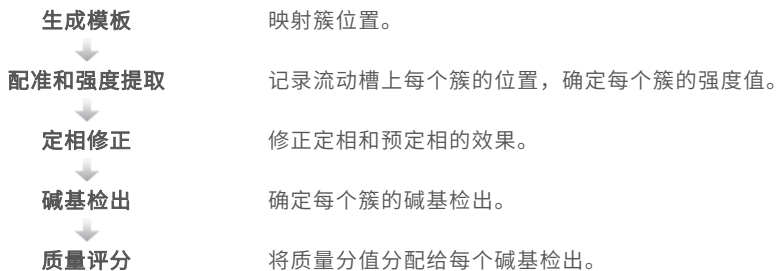 生成模板 映射簇位置。
配准和强度提取 记录流动槽上每个簇的位置，确定每个簇的强度值。
定相修正 修正定相和预定相的效果。
碱基检出 确定每个簇的碱基检出。
质量评分 将质量分值分配给每个碱基检出。